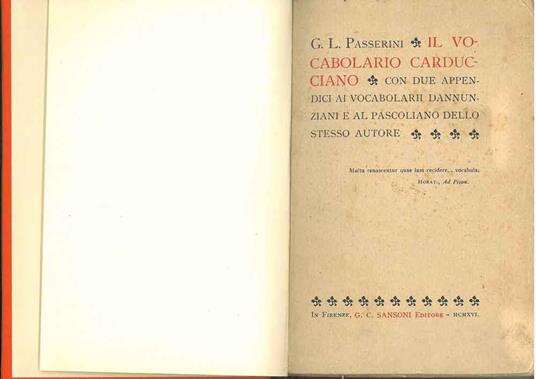 G. L. PASSERINI ✤ IL VO-
CABOLARIO CARDUC-
CIANO ✤ CON DUE APPEN-
DICI AI VOCABOLARII DANNUN-
ZIANI E AL PASCOLIANO DELLO
STESSO AUTORE ✤ ✤ ✤ ✤
Multa renascentur quae iam cecidere... vocabula.
HORAT., Ad Pison.
IN FIRENZE, G. C. SANSONI EDITORE – MCMXVI.